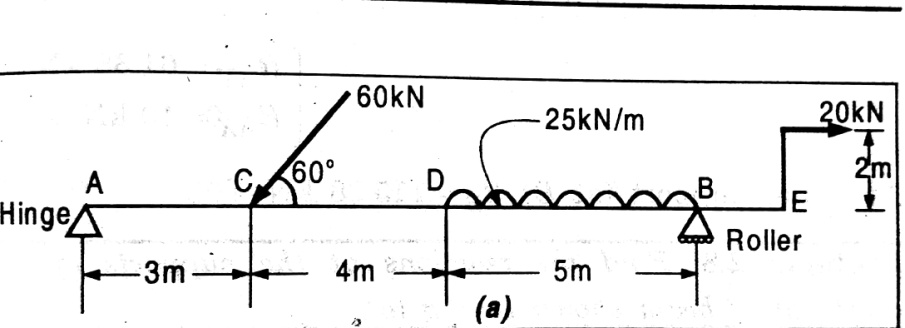 60kN
25kN/m
20kN
A
C
60°
D
B
2m
Hinge
E
Roller
3m
4m
5m
(a)